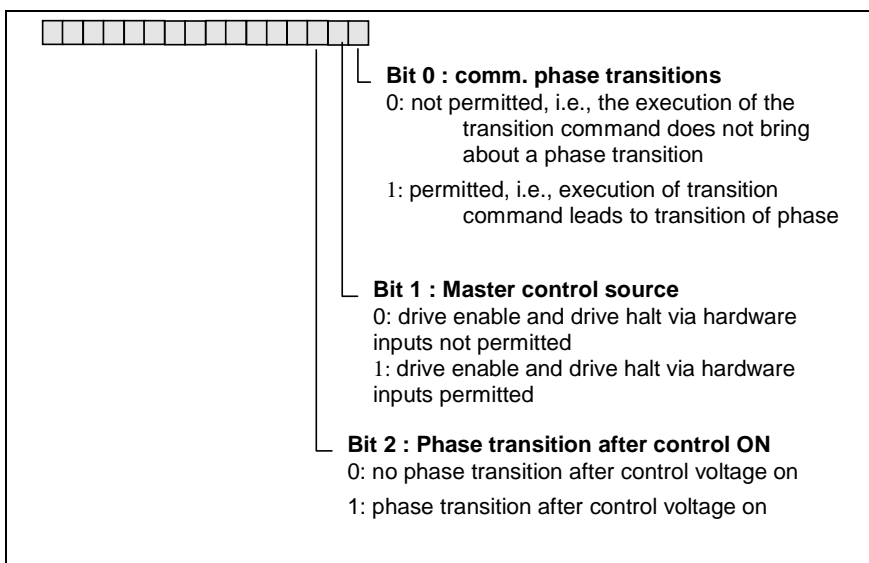 Bit 0 : comm. phase transitions
0: not permitted, i.e., the execution of the
transition command does not bring
about a phase transition
1: permitted, i.e., execution of transition
command leads to transition of phase
Bit 1 : Master control source
0: drive enable and drive halt via hardware
inputs not permitted
1: drive enable and drive halt via hardware
inputs permitted
Bit 2 : Phase transition after control ON
0: no phase transition after control voltage on
1: phase transition after control voltage on